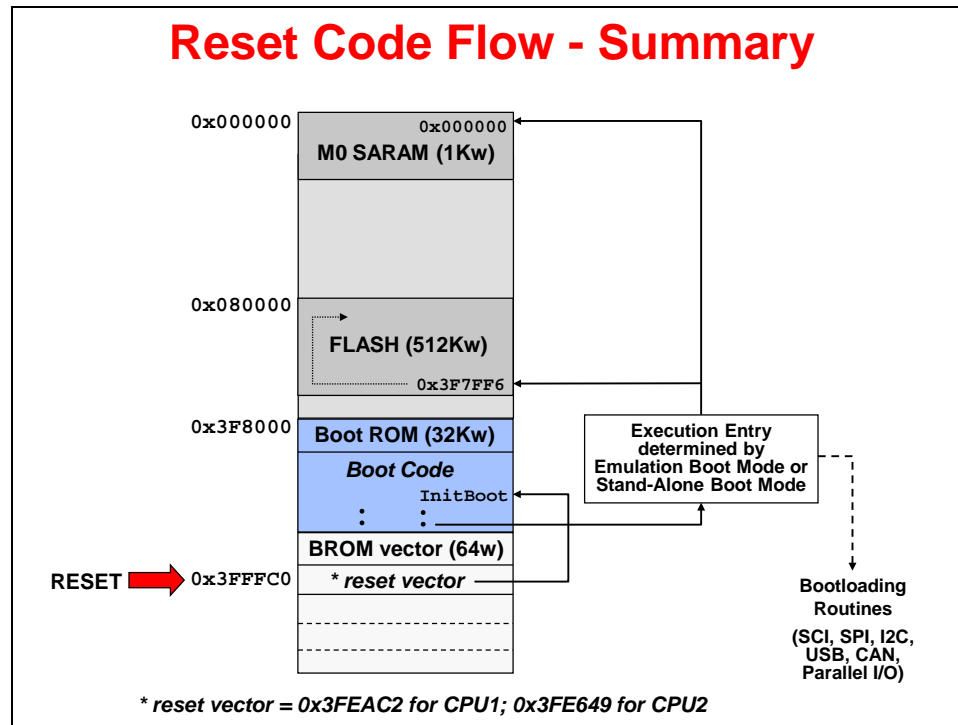 Reset Code Flow - Summary
0x000000
0x000000
M0 SARAM (1Kw)
0x080000
FLASH (512Kw)
0x3F7FF6
0x3F8000
Boot ROM (32Kw)
Boot Code
InitBoot
Execution Entry
determined by
Emulation Boot Mode or
Stand-Alone Boot Mode
BROM vector (64w)
RESET
0x3FFFC0
* reset vector
Bootloading
Routines
(SCI, SPI, I2C,
USB, CAN,
Parallel I/O)
* reset vector = 0x3FEAC2 for CPU1; 0x3FE649 for CPU2